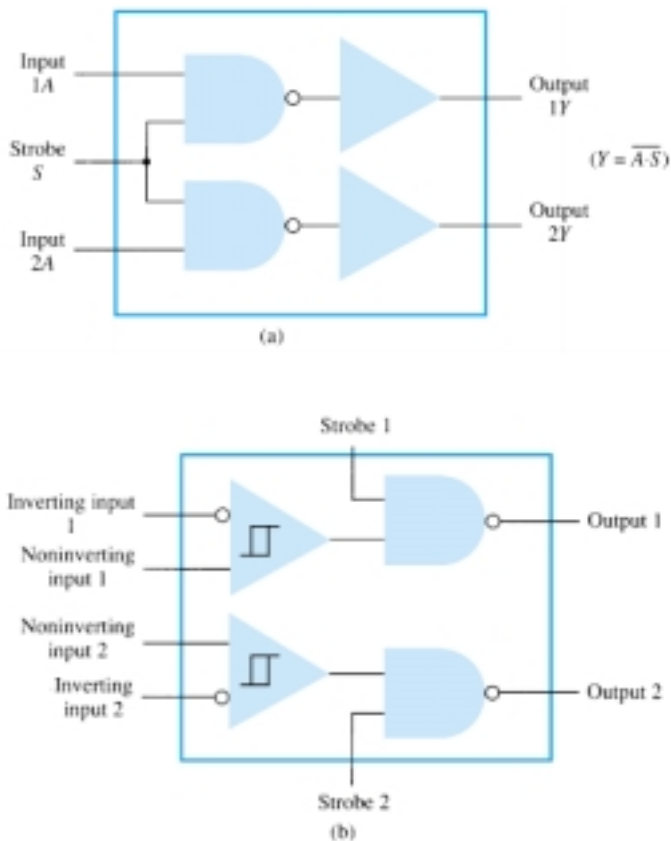 Input
1A
Output
1Y
Strobe
S
(Y = \overline{A·S})
Input
2A
Output
2Y
(a)
Strobe 1
Inverting input
1
Output 1
Noninverting
input 1
Noninverting
input 2
Inverting
input 2
Output 2
Strobe 2
(b)